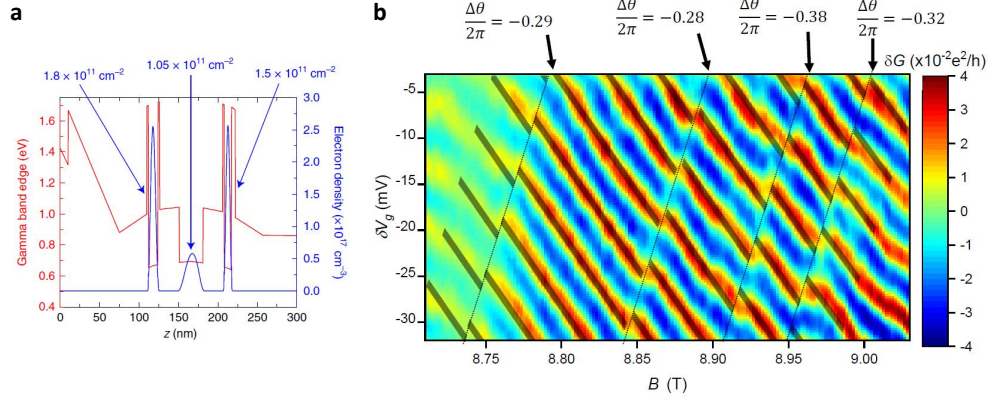 a
1.8 × 10¹¹ cm⁻²
1.05 × 10¹¹ cm⁻²
1.5 × 10¹¹ cm⁻²
Gamma band edge (eV)
1.6
1.4
1.2
1.0
0.8
0.6
0.4
3.0
2.5
2.0
1.5
1.0
0.5
0.0
Electron density (×10¹⁷ cm⁻³)
0 50 100 150 200 250 300
z (nm)
b
Δθ/2π = −0.29
Δθ/2π = −0.28
Δθ/2π = −0.38
Δθ/2π = −0.32
δG (x10⁻²e²/h)
δVg (mV)
-5
-10
-15
-20
-25
-30
8.75 8.80 8.85 8.90 8.95 9.00
B (T)
4
3
2
1
0
-1
-2
-3
-4